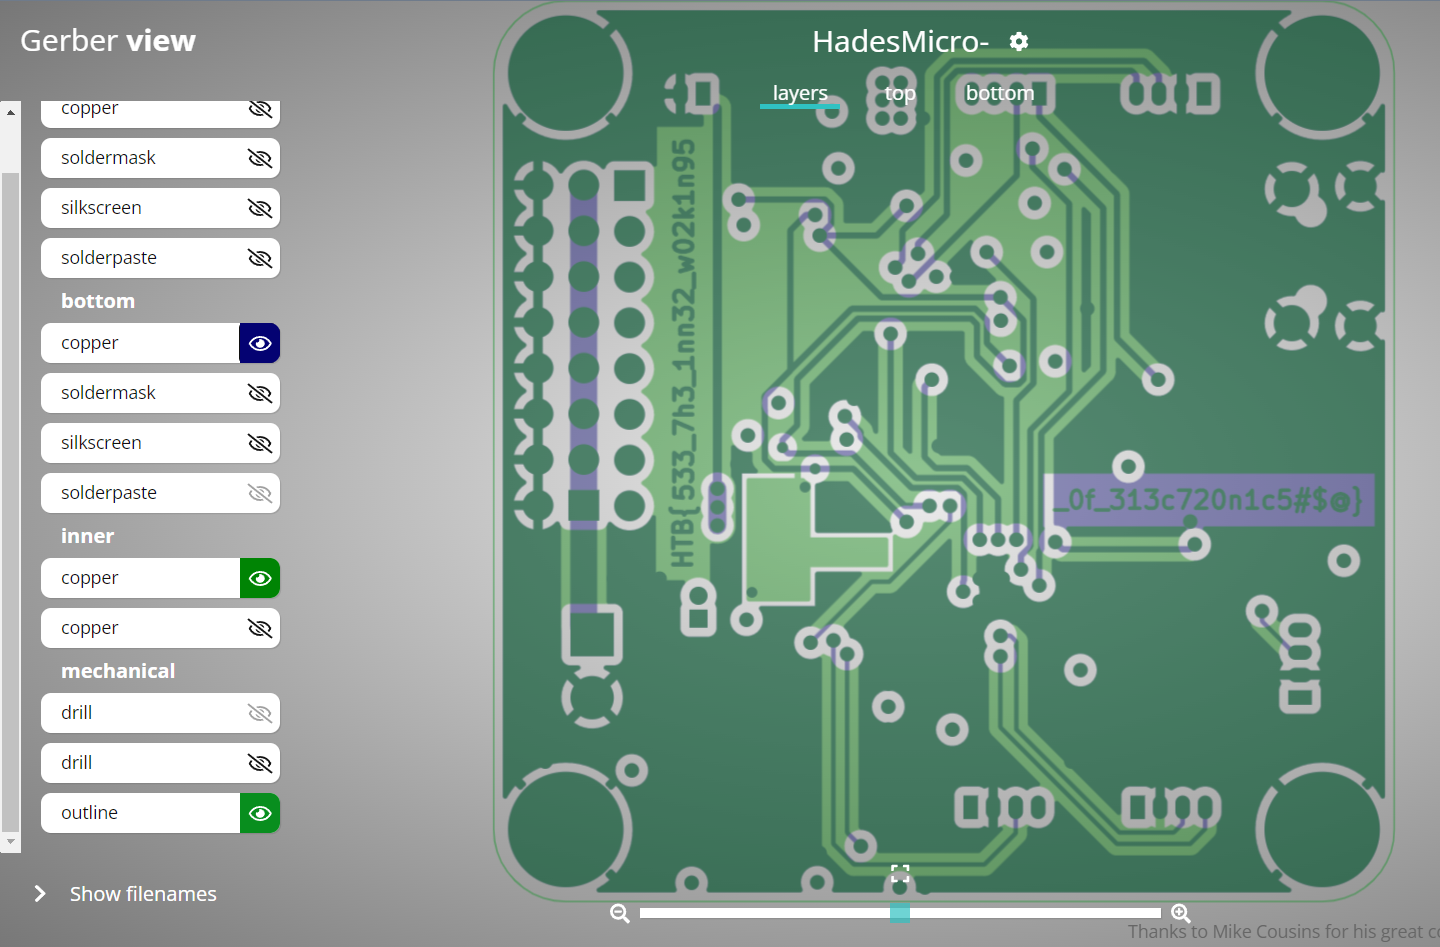 Gerber view
HadesMicro-
layers
top
bottom
copper
soldermask
silkscreen
solderpaste
bottom
copper
soldermask
silkscreen
solderpaste
inner
copper
copper
mechanical
drill
drill
outline
Show filenames
HTB{533_7h3_1nn32_w02k1n95
_0f_313c720n1c5#$@}
Thanks to Mike Cousins for his great c